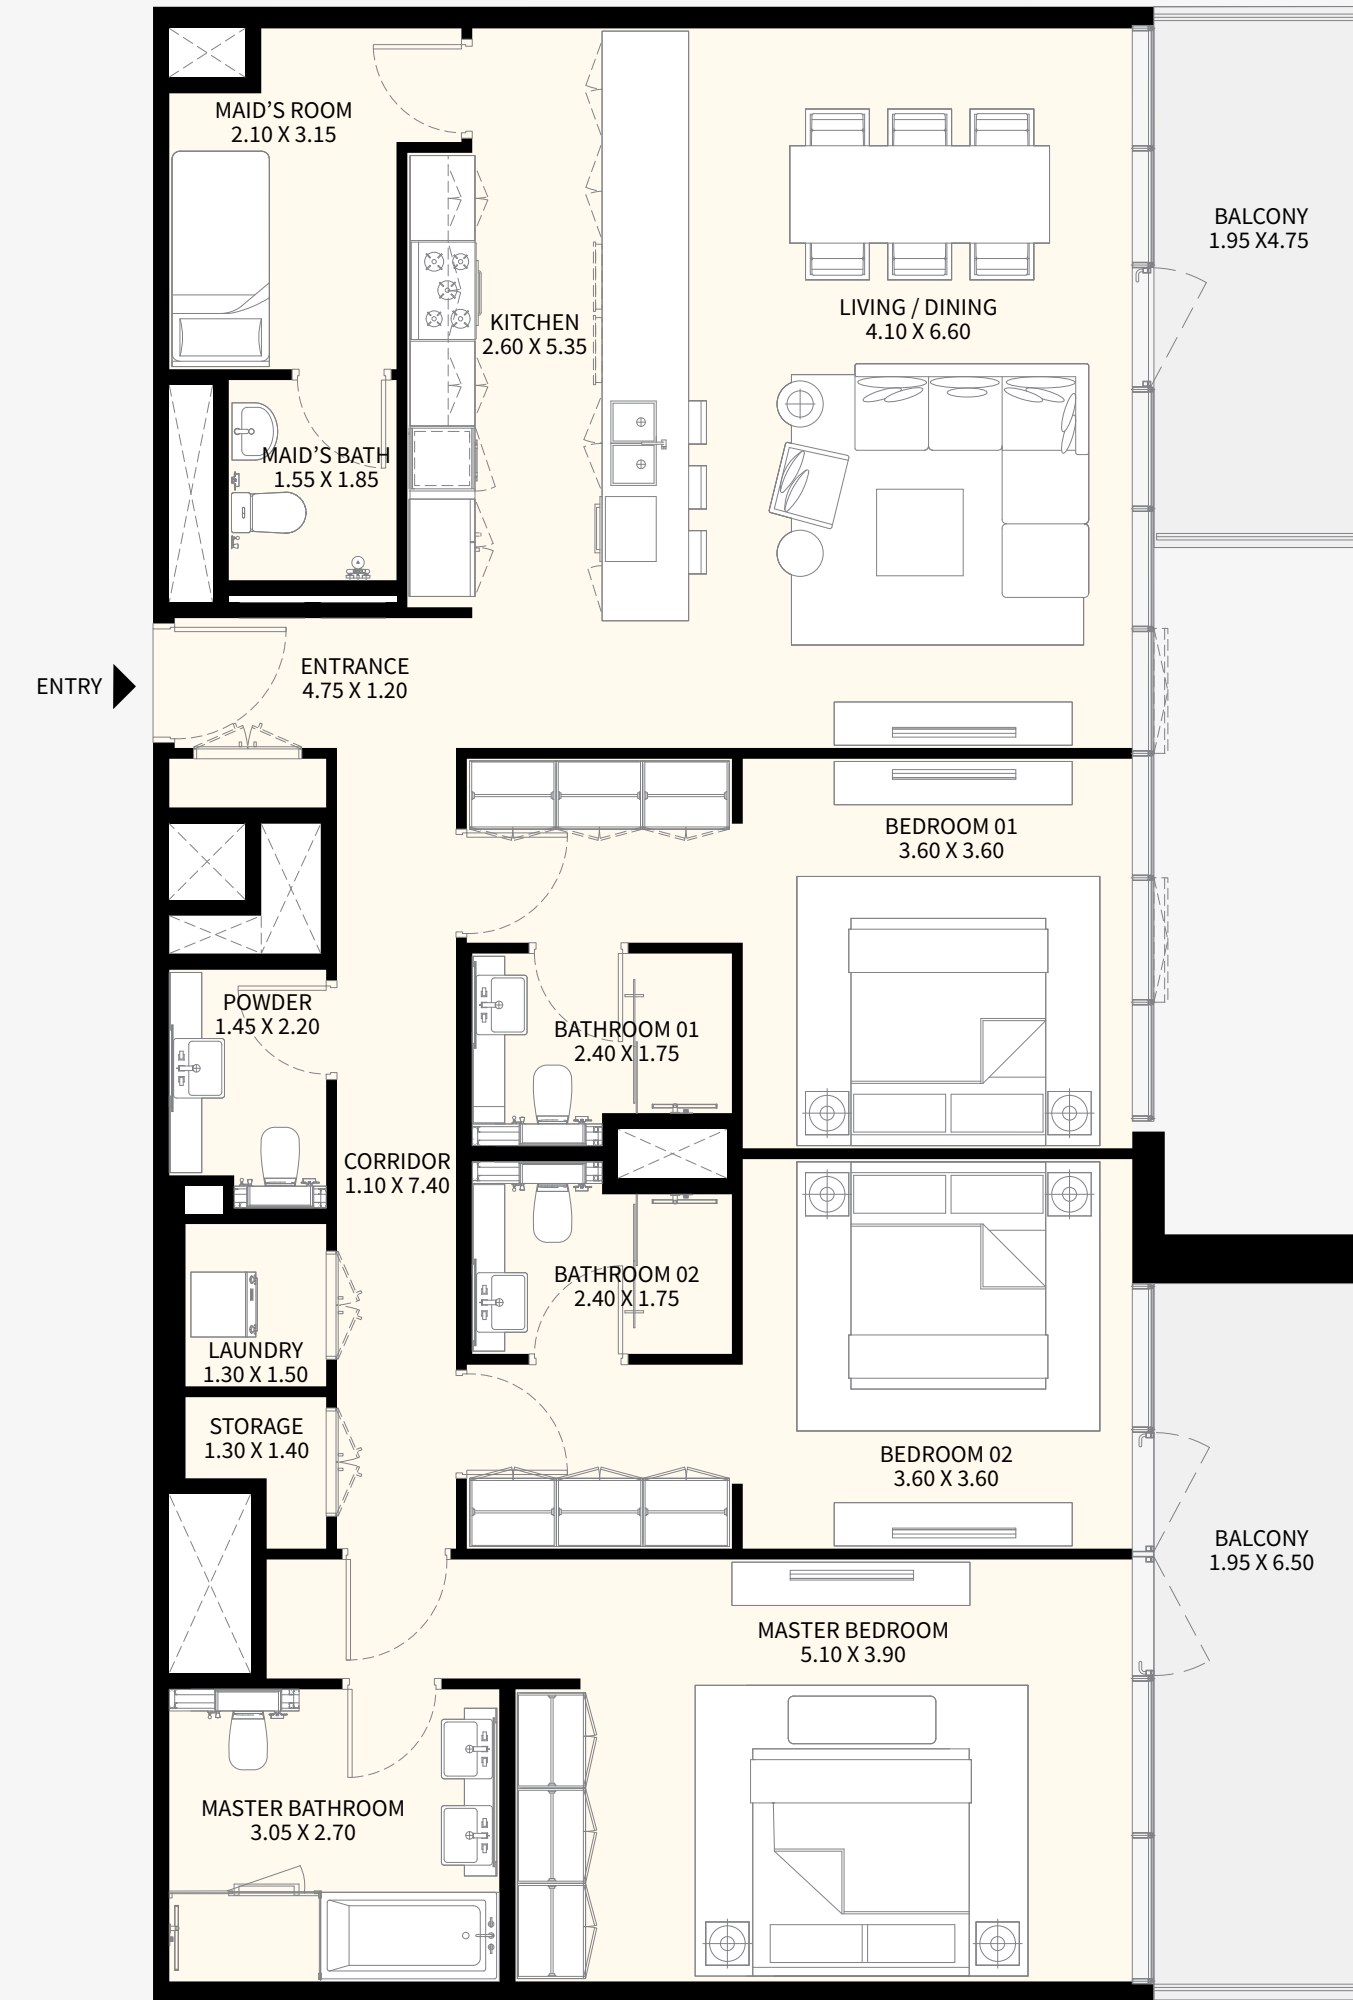 MAID’S ROOM
2.10 X 3.15
BALCONY
1.95 X4.75
LIVING / DINING
4.10 X 6.60
KITCHEN
2.60 X 5.35
MAID’S BATH
1.55 X 1.85
ENTRANCE
4.75 X 1.20
ENTRY
BEDROOM 01
3.60 X 3.60
POWDER
1.45 X 2.20
BATHROOM 01
2.40 X 1.75
CORRIDOR
1.10 X 7.40
BATHROOM 02
2.40 X 1.75
LAUNDRY
1.30 X 1.50
STORAGE
1.30 X 1.40
BEDROOM 02
3.60 X 3.60
BALCONY
1.95 X 6.50
MASTER BEDROOM
5.10 X 3.90
MASTER BATHROOM
3.05 X 2.70